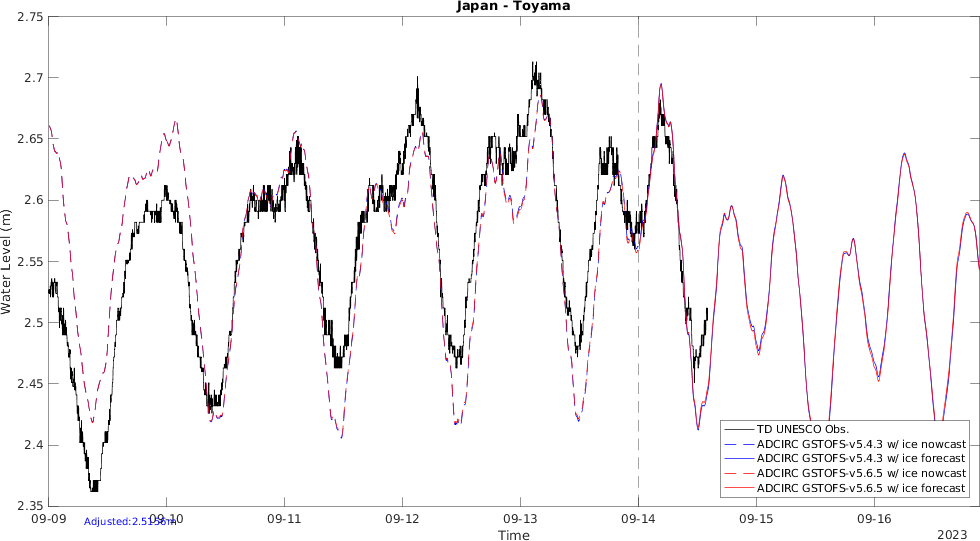 Japan - Toyama
Water Level (m)
2.75
2.7
2.65
2.6
2.55
2.5
2.45
2.4
2.35
TD UNESCO Obs.
ADCIRC GSTOFS-v5.4.3 w/ ice nowcast
ADCIRC GSTOFS-v5.4.3 w/ ice forecast
ADCIRC GSTOFS-v5.6.5 w/ ice nowcast
ADCIRC GSTOFS-v5.6.5 w/ ice forecast
09-09 09-10 09-11 09-12 09-13 09-14 09-15 09-16
Adjusted:2.5156m
Time
2023